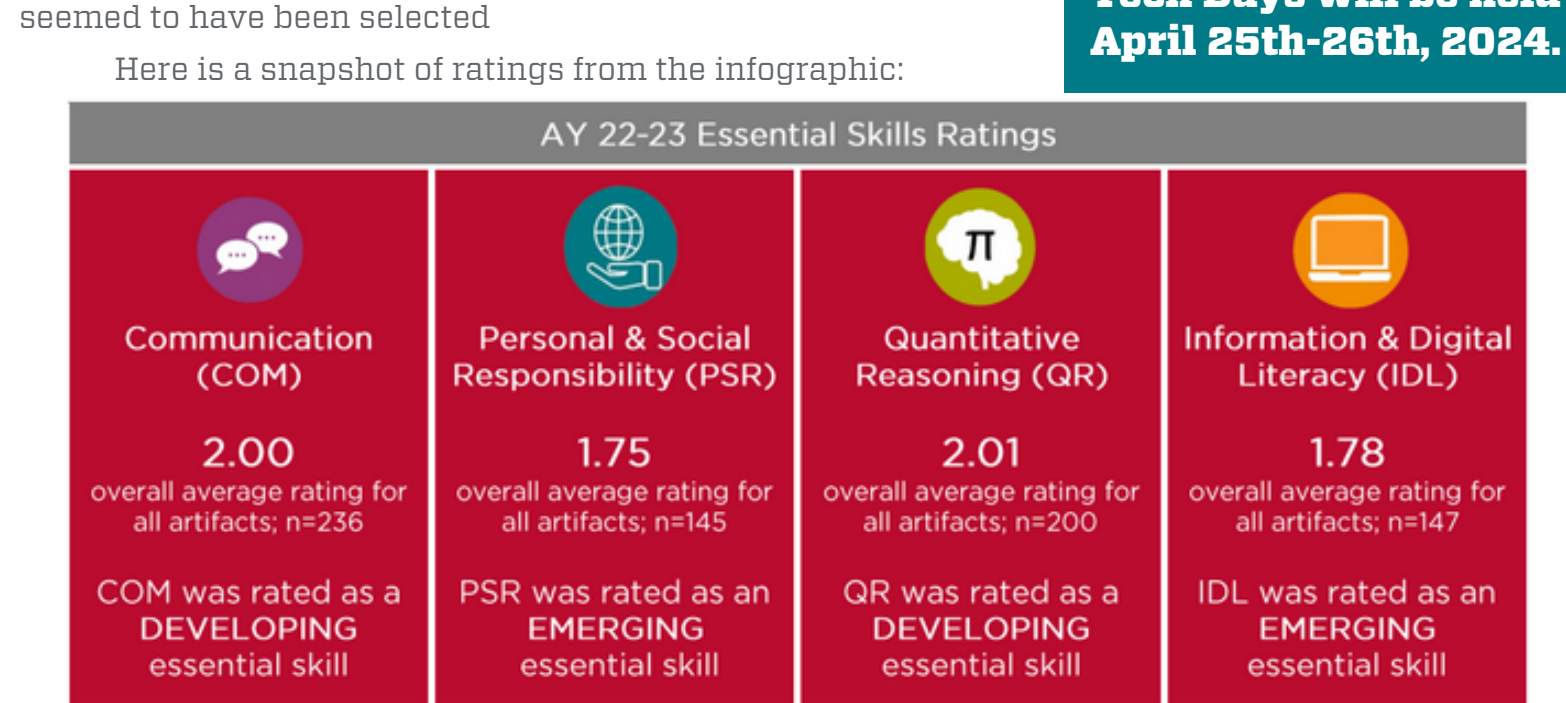 seemed to have been selected
Here is a snapshot of ratings from the infographic:
Tech Days will be held
April 25th-26th, 2024.
AY 22-23 Essential Skills Ratings
Communication
(COM)
2.00
overall average rating for
all artifacts; n=236
COM was rated as a
DEVELOPING
essential skill
Personal & Social
Responsibility (PSR)
1.75
overall average rating for
all artifacts; n=145
PSR was rated as an
EMERGING
essential skill
π
Quantitative
Reasoning (QR)
2.01
overall average rating for
all artifacts; n=200
QR was rated as a
DEVELOPING
essential skill
Information & Digital
Literacy (IDL)
1.78
overall average rating for
all artifacts; n=147
IDL was rated as an
EMERGING
essential skill